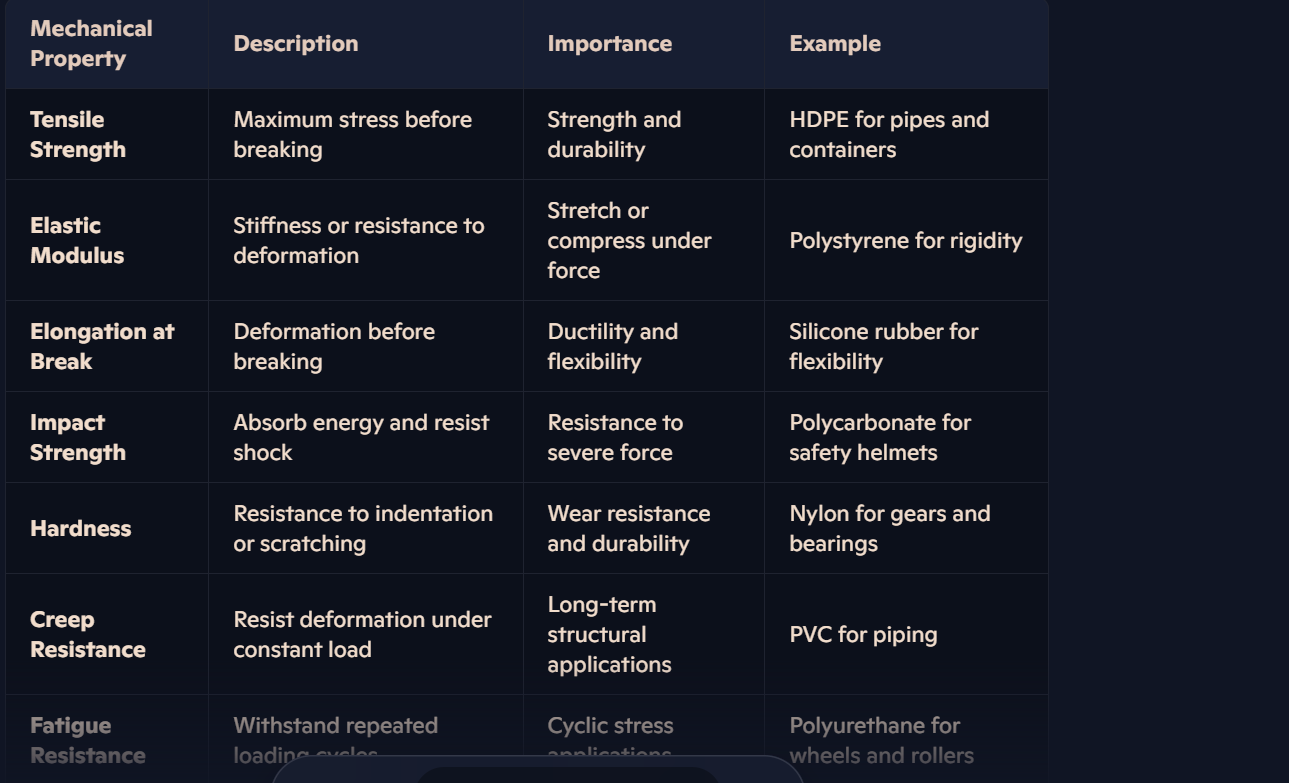 Mechanical
Property
Description
Importance
Example
Tensile
Strength
Maximum stress before
breaking
Strength and
durability
HDPE for pipes and
containers
Elastic
Modulus
Stiffness or resistance to
deformation
Stretch or
compress under
force
Polystyrene for rigidity
Elongation at
Break
Deformation before
breaking
Ductility and
flexibility
Silicone rubber for
flexibility
Impact
Strength
Absorb energy and resist
shock
Resistance to
severe force
Polycarbonate for
safety helmets
Hardness
Resistance to indentation
or scratching
Wear resistance
and durability
Nylon for gears and
bearings
Creep
Resistance
Resist deformation under
constant load
Long-term
structural
applications
PVC for piping
Fatigue
Resistance
Withstand repeated
loading cycles
Cyclic stress
applications
Polyurethane for
wheels and rollers